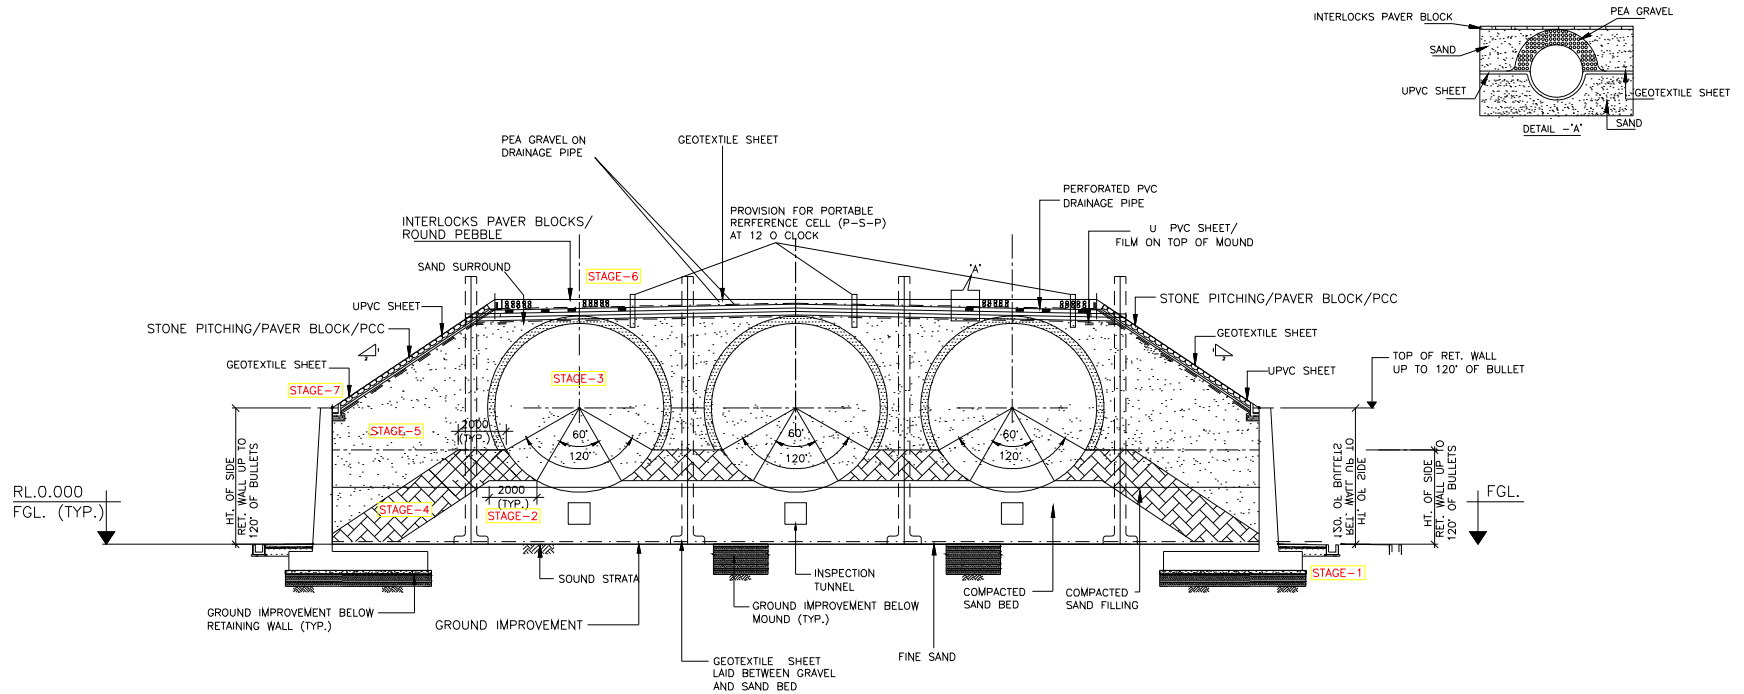 INTERLOCKS PAVER BLOCK
PEA GRAVEL
SAND
UPVC SHEET
GEOTEXTILE SHEET
SAND
DETAIL -'A'
PEA GRAVEL ON
DRAINAGE PIPE
GEOTEXTILE SHEET
PERFORATED PVC
DRAINAGE PIPE
PROVISION FOR PORTABLE
RERFERENCE CELL (P-S-P)
AT 12 O CLOCK
INTERLOCKS PAVER BLOCKS/
ROUND PEBBLE
U PVC SHEET/
FILM ON TOP OF MOUND
SAND SURROUND
STAGE-6
'A'
UPVC SHEET
STONE PITCHING/PAVER BLOCK/PCC
STONE PITCHING/PAVER BLOCK/PCC
GEOTEXTILE SHEET
GEOTEXTILE SHEET
TOP OF RET. WALL
UP TO 120° OF BULLET
UPVC SHEET
STAGE-7
STAGE-3
STAGE-5
2000
(TYP.)
60°
120°
60°
120°
60°
120°
HT. OF SIDE
RET. WALL UP TO
120° OF BULLETS
HT. OF SIDE
RET. WALL UP TO
120° OF BULLETS
HT. OF SIDE
RET. WALL UP TO
120° OF BULLETS
RL.0.000
FGL. (TYP.)
FGL.
2000
(TYP.)
STAGE-4
STAGE-2
STAGE-1
SOUND STRATA
INSPECTION
TUNNEL
COMPACTED
SAND BED
COMPACTED
SAND FILLING
GROUND IMPROVEMENT BELOW
RETAINING WALL (TYP.)
GROUND IMPROVEMENT
GROUND IMPROVEMENT BELOW
MOUND (TYP.)
FINE SAND
GEOTEXTILE SHEET
LAID BETWEEN GRAVEL
AND SAND BED